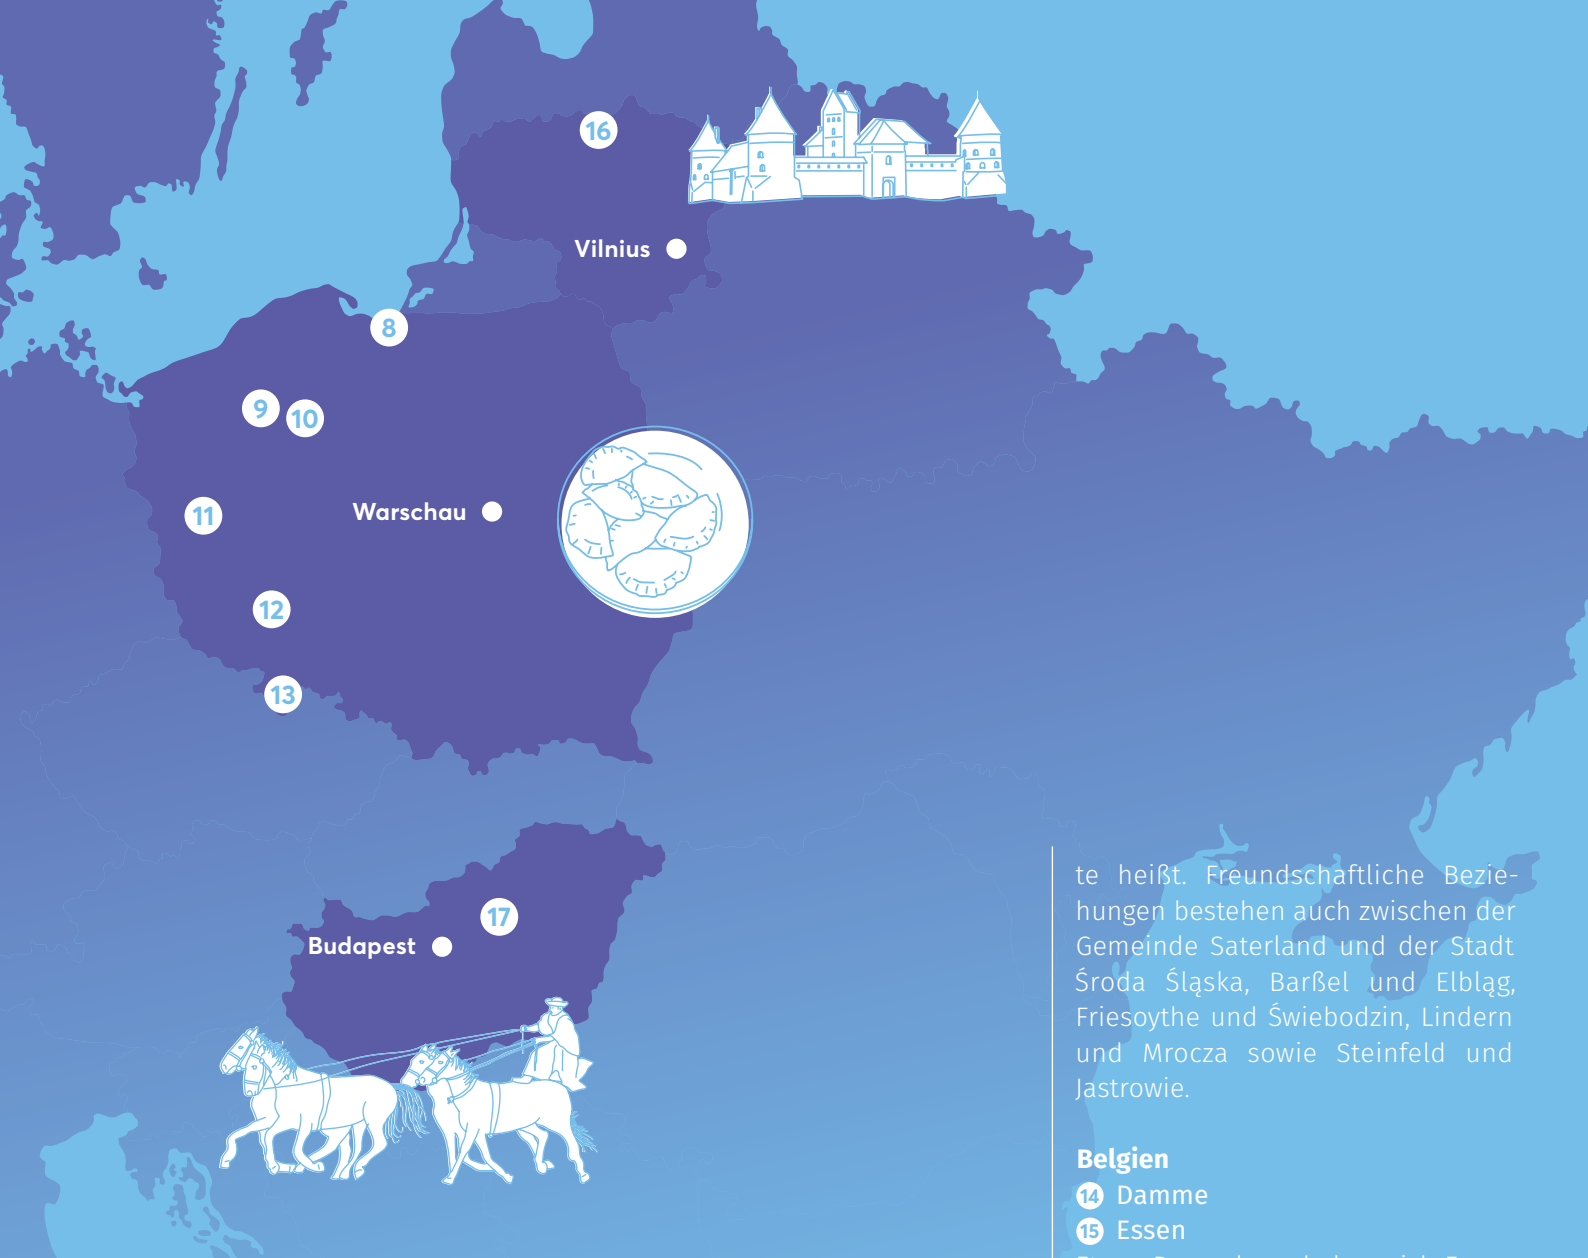 16
Vilnius
8
9
10
11
Warschau
12
13
17
Budapest
te heißt. Freundschaftliche Bezie-
hungen bestehen auch zwischen der
Gemeinde Saterland und der Stadt
Środa Śląska, Barßel und Elbląg,
Friesoythe und Świebodzin, Lindern
und Mrocza sowie Steinfeld und
Jastrowie.
Belgien
14 Damme
15 Essen